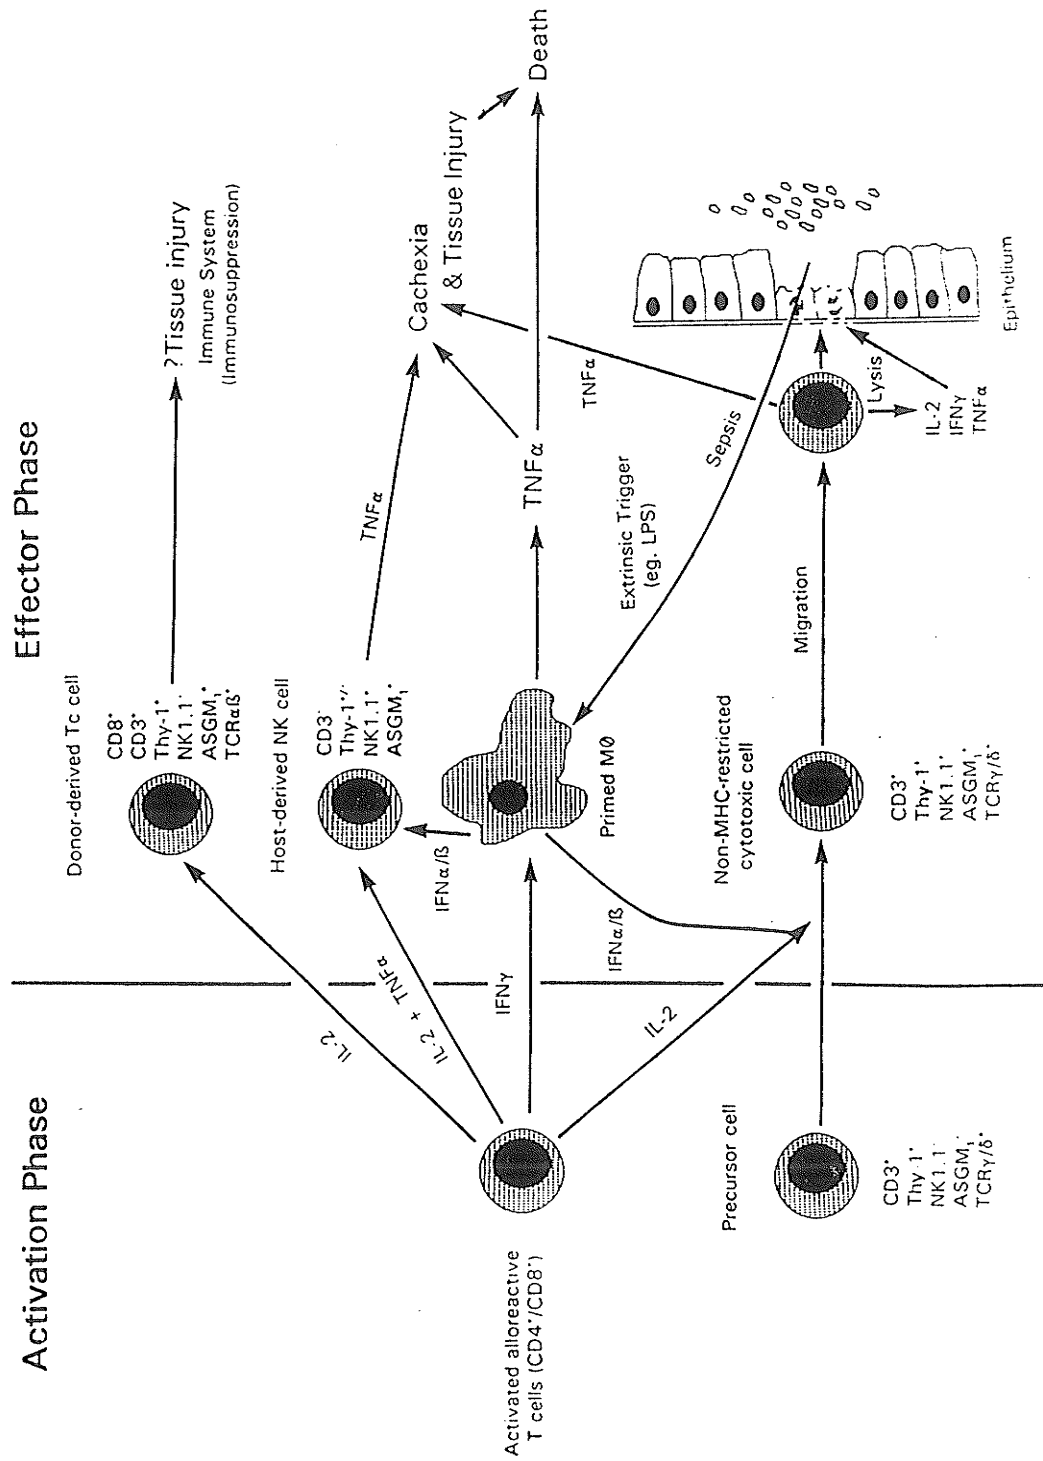 Activation Phase
Effector Phase
Donor-derived Tc cell
CD8⁺
CD3⁺
Thy-1⁺
NK1.1⁻
ASGM₁⁺
TCRαß⁺
?Tissue injury
Immune System
(Immunosuppression)
IL-2
Host-derived NK cell
CD3⁻
Thy-1⁺/⁻
NK1.1⁺
ASGM₁⁺
TNFα
Cachexia
& Tissue Injury
Death
IL-2 + TNFα
IFNα/ß
Activated alloreactive
T cells (CD4⁺/CD8⁺)
IFNγ
Primed MØ
TNFα
TNFα
Extrinsic Trigger
(eg. LPS)
Sepsis
IL-2
IFNα/ß
Precursor cell
CD3⁺
Thy-1⁺
NK1.1⁻
ASGM₁⁻
TCRγ/δ⁺
Non-MHC-restricted
cytotoxic cell
CD3⁺
Thy-1⁺
NK1.1⁺
ASGM₁⁺
TCRγ/δ⁺
Migration
Lysis
IL-2
IFNγ
TNFα
Epithelium